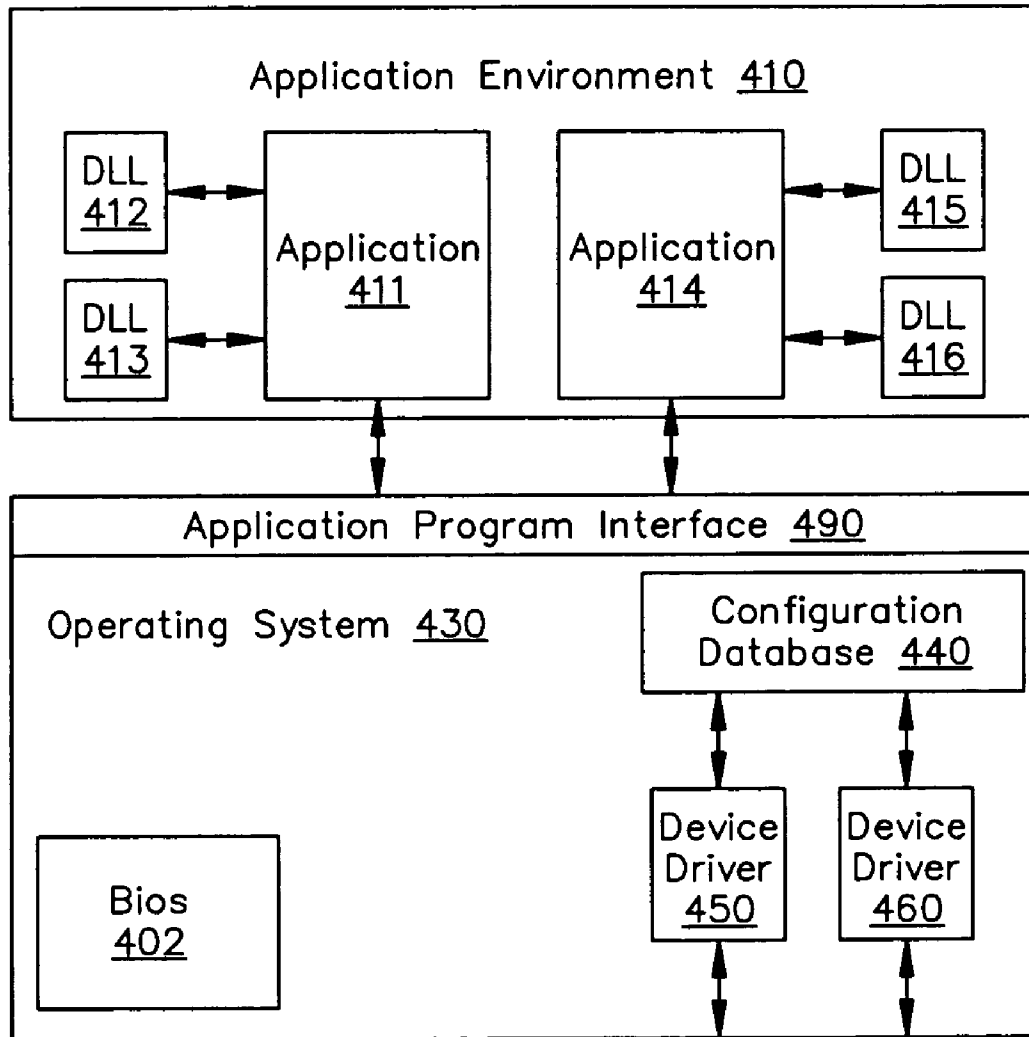 Application Environment 410
DLL
412
DLL
413
Application
411
Application
414
DLL
415
DLL
416
Application Program Interface 490
Operating System 430
Configuration
Database 440
Device
Driver
450
Device
Driver
460
Bios
402